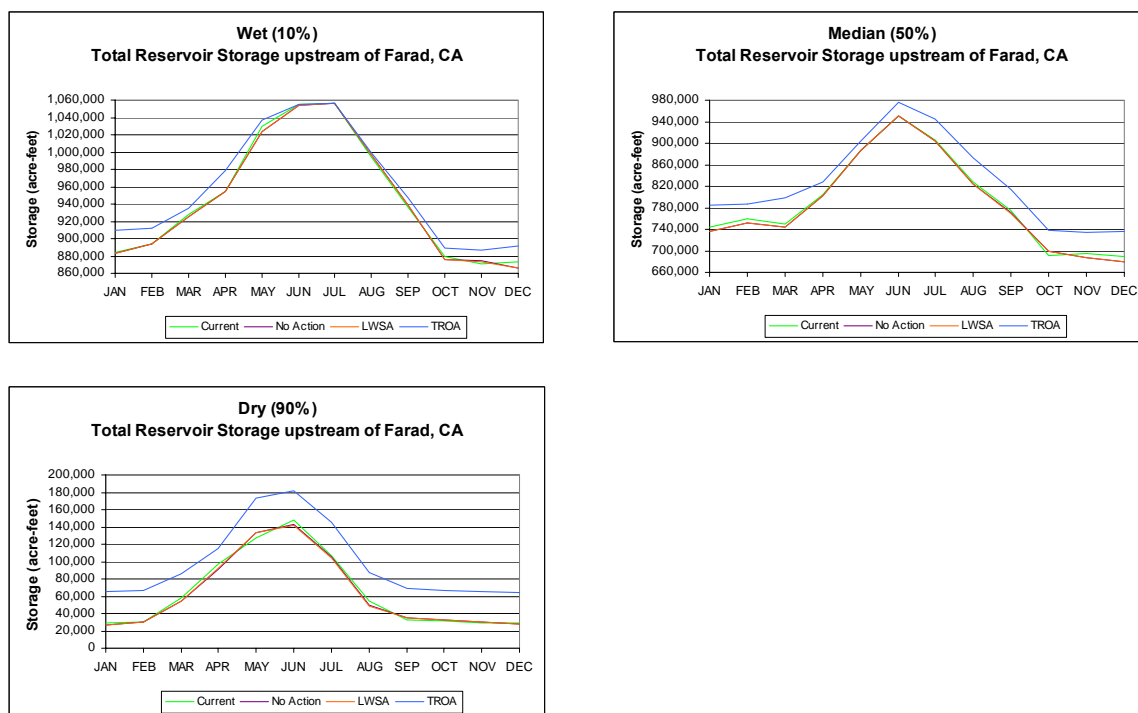 Wet (10%)
Total Reservoir Storage upstream of Farad, CA
Storage (acre-feet)
1,060,000
1,040,000
1,020,000
1,000,000
980,000
960,000
940,000
920,000
900,000
880,000
860,000
JAN FEB MAR APR MAY JUN JUL AUG SEP OCT NOV DEC
Current No Action LWSA TROA
Median (50%)
Total Reservoir Storage upstream of Farad, CA
Storage (acre-feet)
980,000
940,000
900,000
860,000
820,000
780,000
740,000
700,000
660,000
JAN FEB MAR APR MAY JUN JUL AUG SEP OCT NOV DEC
Current No Action LWSA TROA
Dry (90%)
Total Reservoir Storage upstream of Farad, CA
Storage (acre-feet)
200,000
180,000
160,000
140,000
120,000
100,000
80,000
60,000
40,000
20,000
0
JAN FEB MAR APR MAY JUN JUL AUG SEP OCT NOV DEC
Current No Action LWSA TROA